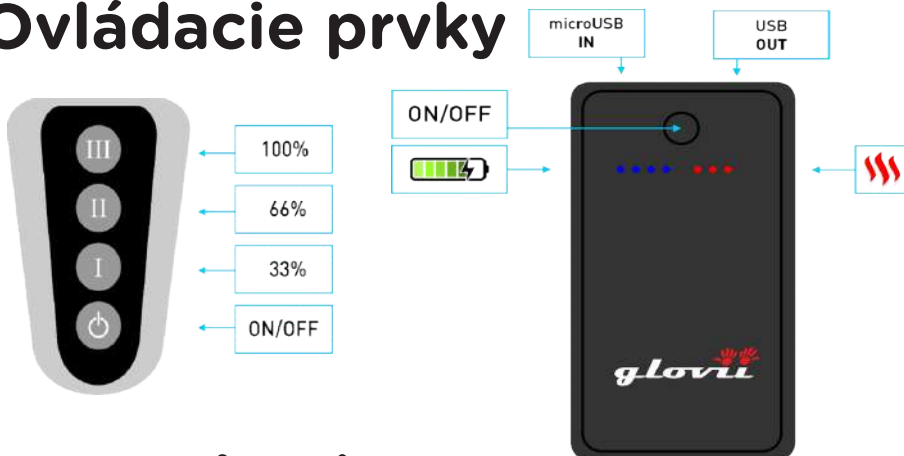 Ovládacie prvky
microUSB
IN
USB
OUT
III
100%
II
66%
I
33%
ON/OFF
ON/OFF
glovii